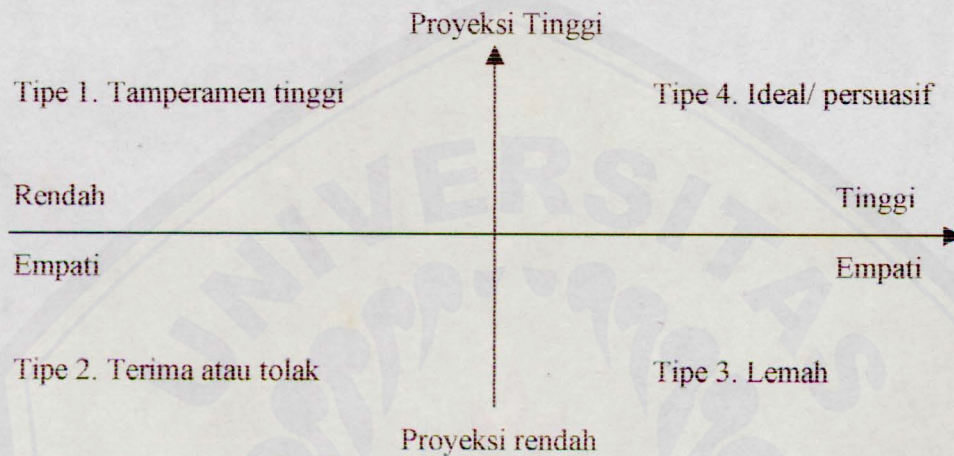 Proyeksi Tinggi
Tipe 1. Tamperamen tinggi
Tipe 4. Ideal/ persuasif
Rendah
Tinggi
Empati
Empati
Tipe 2. Terima atau tolak
Tipe 3. Lemah
Proyeksi rendah
UNIVERSITAS